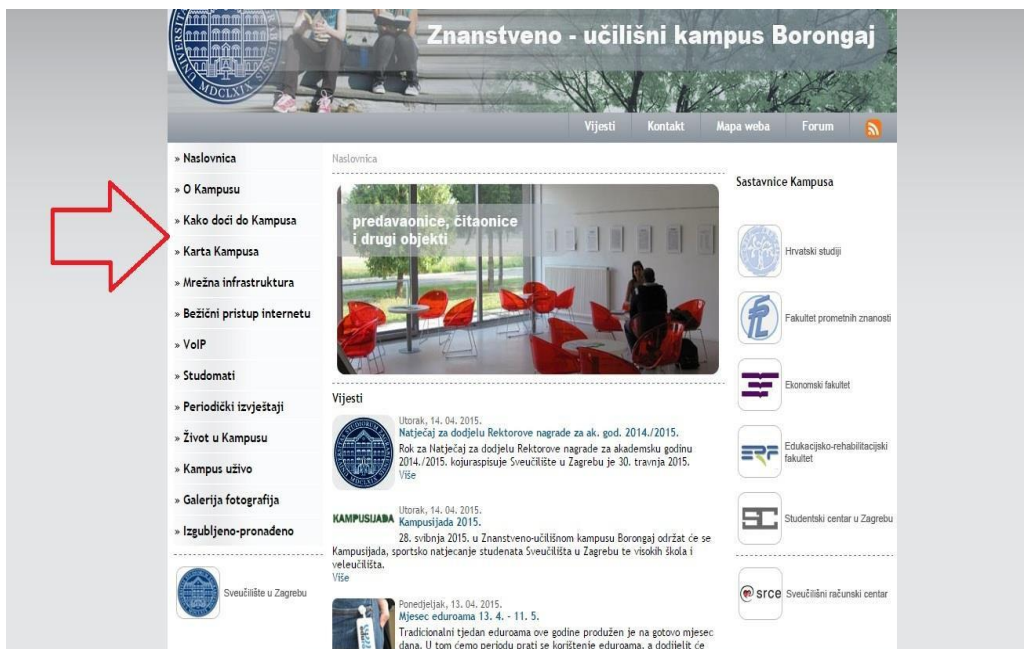 Znanstveno - učilišni kampus Borongaj
MDCLXIX
Vijesti Kontakt Mapa weba Forum
» Naslovnica
» O Kampusu
» Kako doći do Kampusa
» Karta Kampusa
» Mrežna infrastruktura
» Bežični pristup internetu
» VoIP
» Studomati
» Periodički izvještaji
» Život u Kampusu
» Kampus uživo
» Galerija fotografija
» Izgubljeno-pronađeno
Sveučilište u Zagrebu
Naslovnica
predavaonice, čitaonice
i drugi objekti
Vijesti
Utorak, 14. 04. 2015.
Natječaj za dodjelu Rektorove nagrade za ak. god. 2014./2015.
Rok za Natječaj za dodjelu Rektorove nagrade za akademsku godinu
2014./2015. kojuraspisuje Sveučilište u Zagrebu je 30. travnja 2015.
Više
KAMPUSIJADA
Utorak, 14. 04. 2015.
Kampusijada 2015.
28. svibnja 2015. u Znanstveno-učilišnom kampusu Borongaj održat će se
Kampusijada, sportsko natjecanje studenata Sveučilišta u Zagrebu te visokih škola i
veleučilišta.
Više
Ponedjeljak, 13. 04. 2015.
Mjesec eduroama 13. 4. - 11. 5.
Tradicionalni tjedan eduroama ove godine produžen je na gotovo mjesec
dana. U tom ćemo periodu prati se korištenje eduroama, a dodijelit će
Sastavnice Kampusa
Hrvatski studiji
Fakultet prometnih znanosti
Ekonomski fakultet
ERF
Edukacijsko-rehabilitacijski
fakultet
SC
Studentski centar u Zagrebu
srce
Sveučilišni računski centar